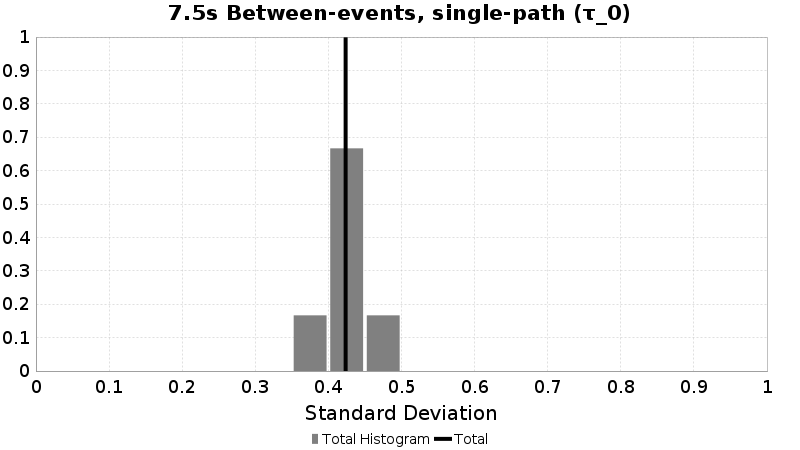 7.5s Between-events, single-path (τ_0)
1
0.9
0.8
0.7
0.6
0.5
0.4
0.3
0.2
0.1
0
0 0.1 0.2 0.3 0.4 0.5 0.6 0.7 0.8 0.9 1
Standard Deviation
Total Histogram Total